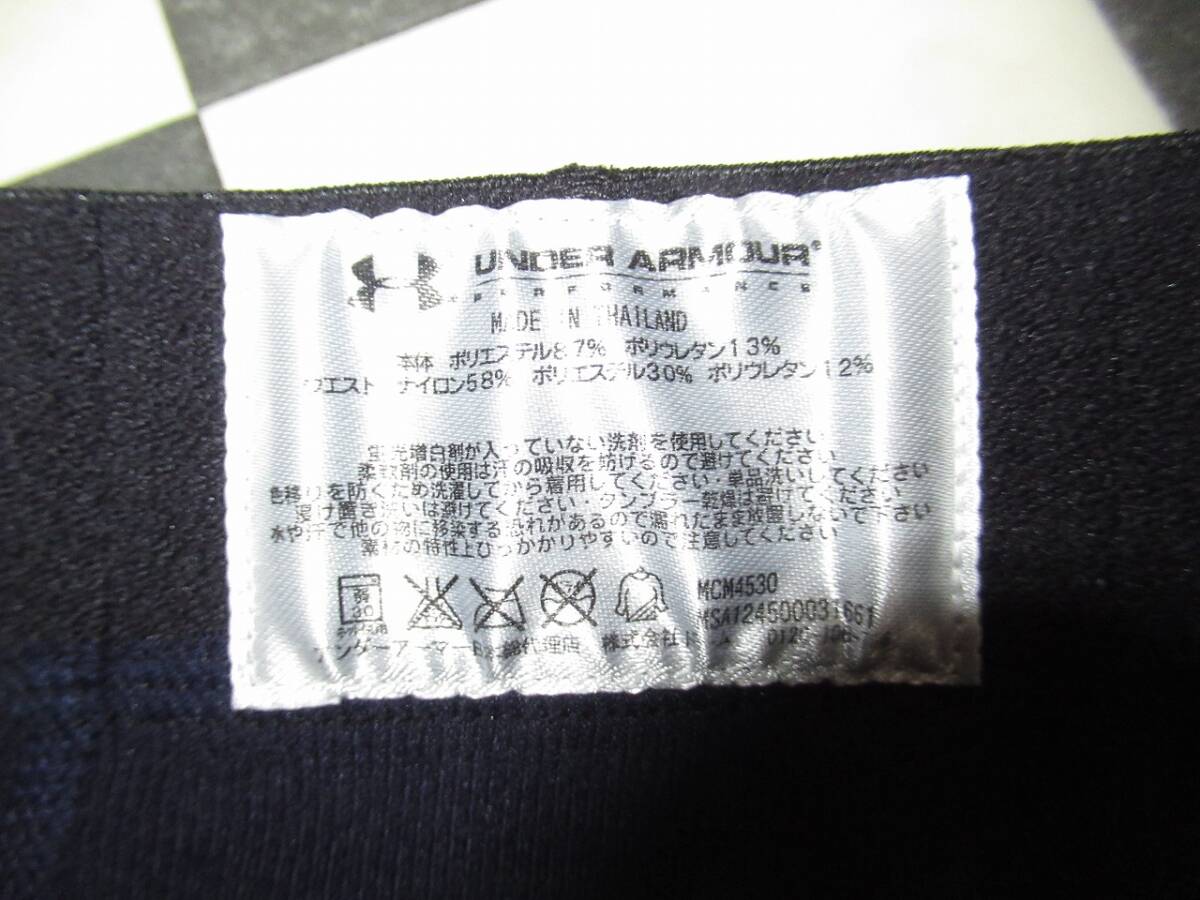 UNDER ARMOUR®
PERFORMANCE
MADE IN THAILAND
本体 ポリエステル87% ポリウレタン13%
ウエスト ナイロン58% ポリエステル30% ポリウレタン12%
蛍光増白剤が入っていない洗剤を使用してください
柔軟剤の使用は汗の吸収を妨げるので避けてください
色移りを防ぐため洗濯してから着用してください・単品洗いしてください
漬け置き洗いは避けてください・タンブラー乾燥は避けてください
水や汗で他の物に移染する恐れがあるので濡れたまま放置しないで下さい
素材の特性上ひっかかりやすいので注意してください
弱
30
ネット使用
MCM4530
アンダーアーマー日本総代理店 株式会社ドーム 0120